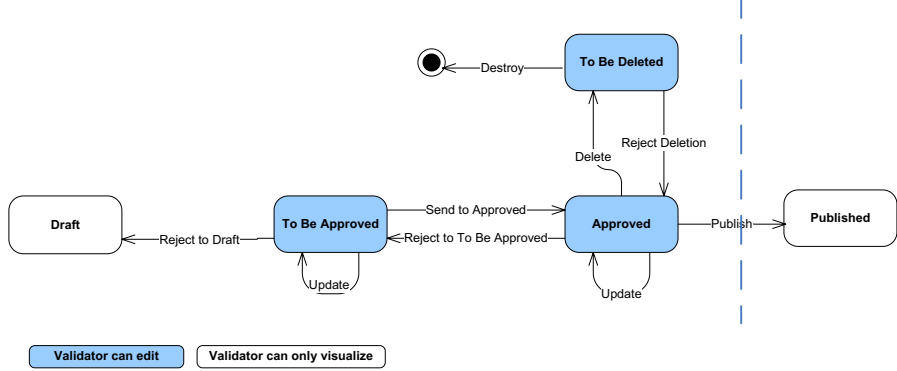 To Be Deleted
Destroy
Reject Deletion
Delete
Draft
To Be Approved
Send to Approved
Approved
Publish
Published
Reject to Draft
Reject to To Be Approved
Update
Update
Validator can edit
Validator can only visualize